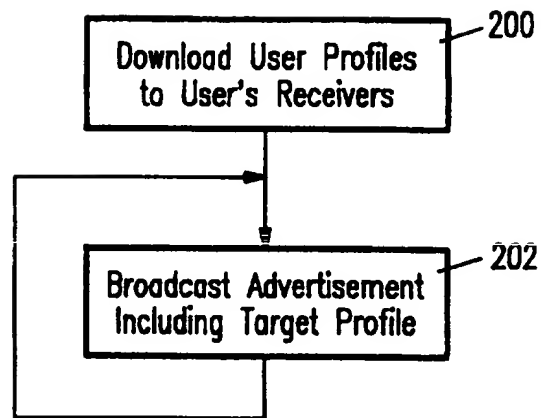 200
Download User Profiles
to User's Receivers
202
Broadcast Advertisement
Including Target Profile